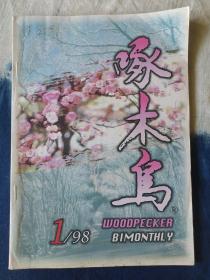 啄木鸟
WOODPECKER
BIMONTHLY
1/98